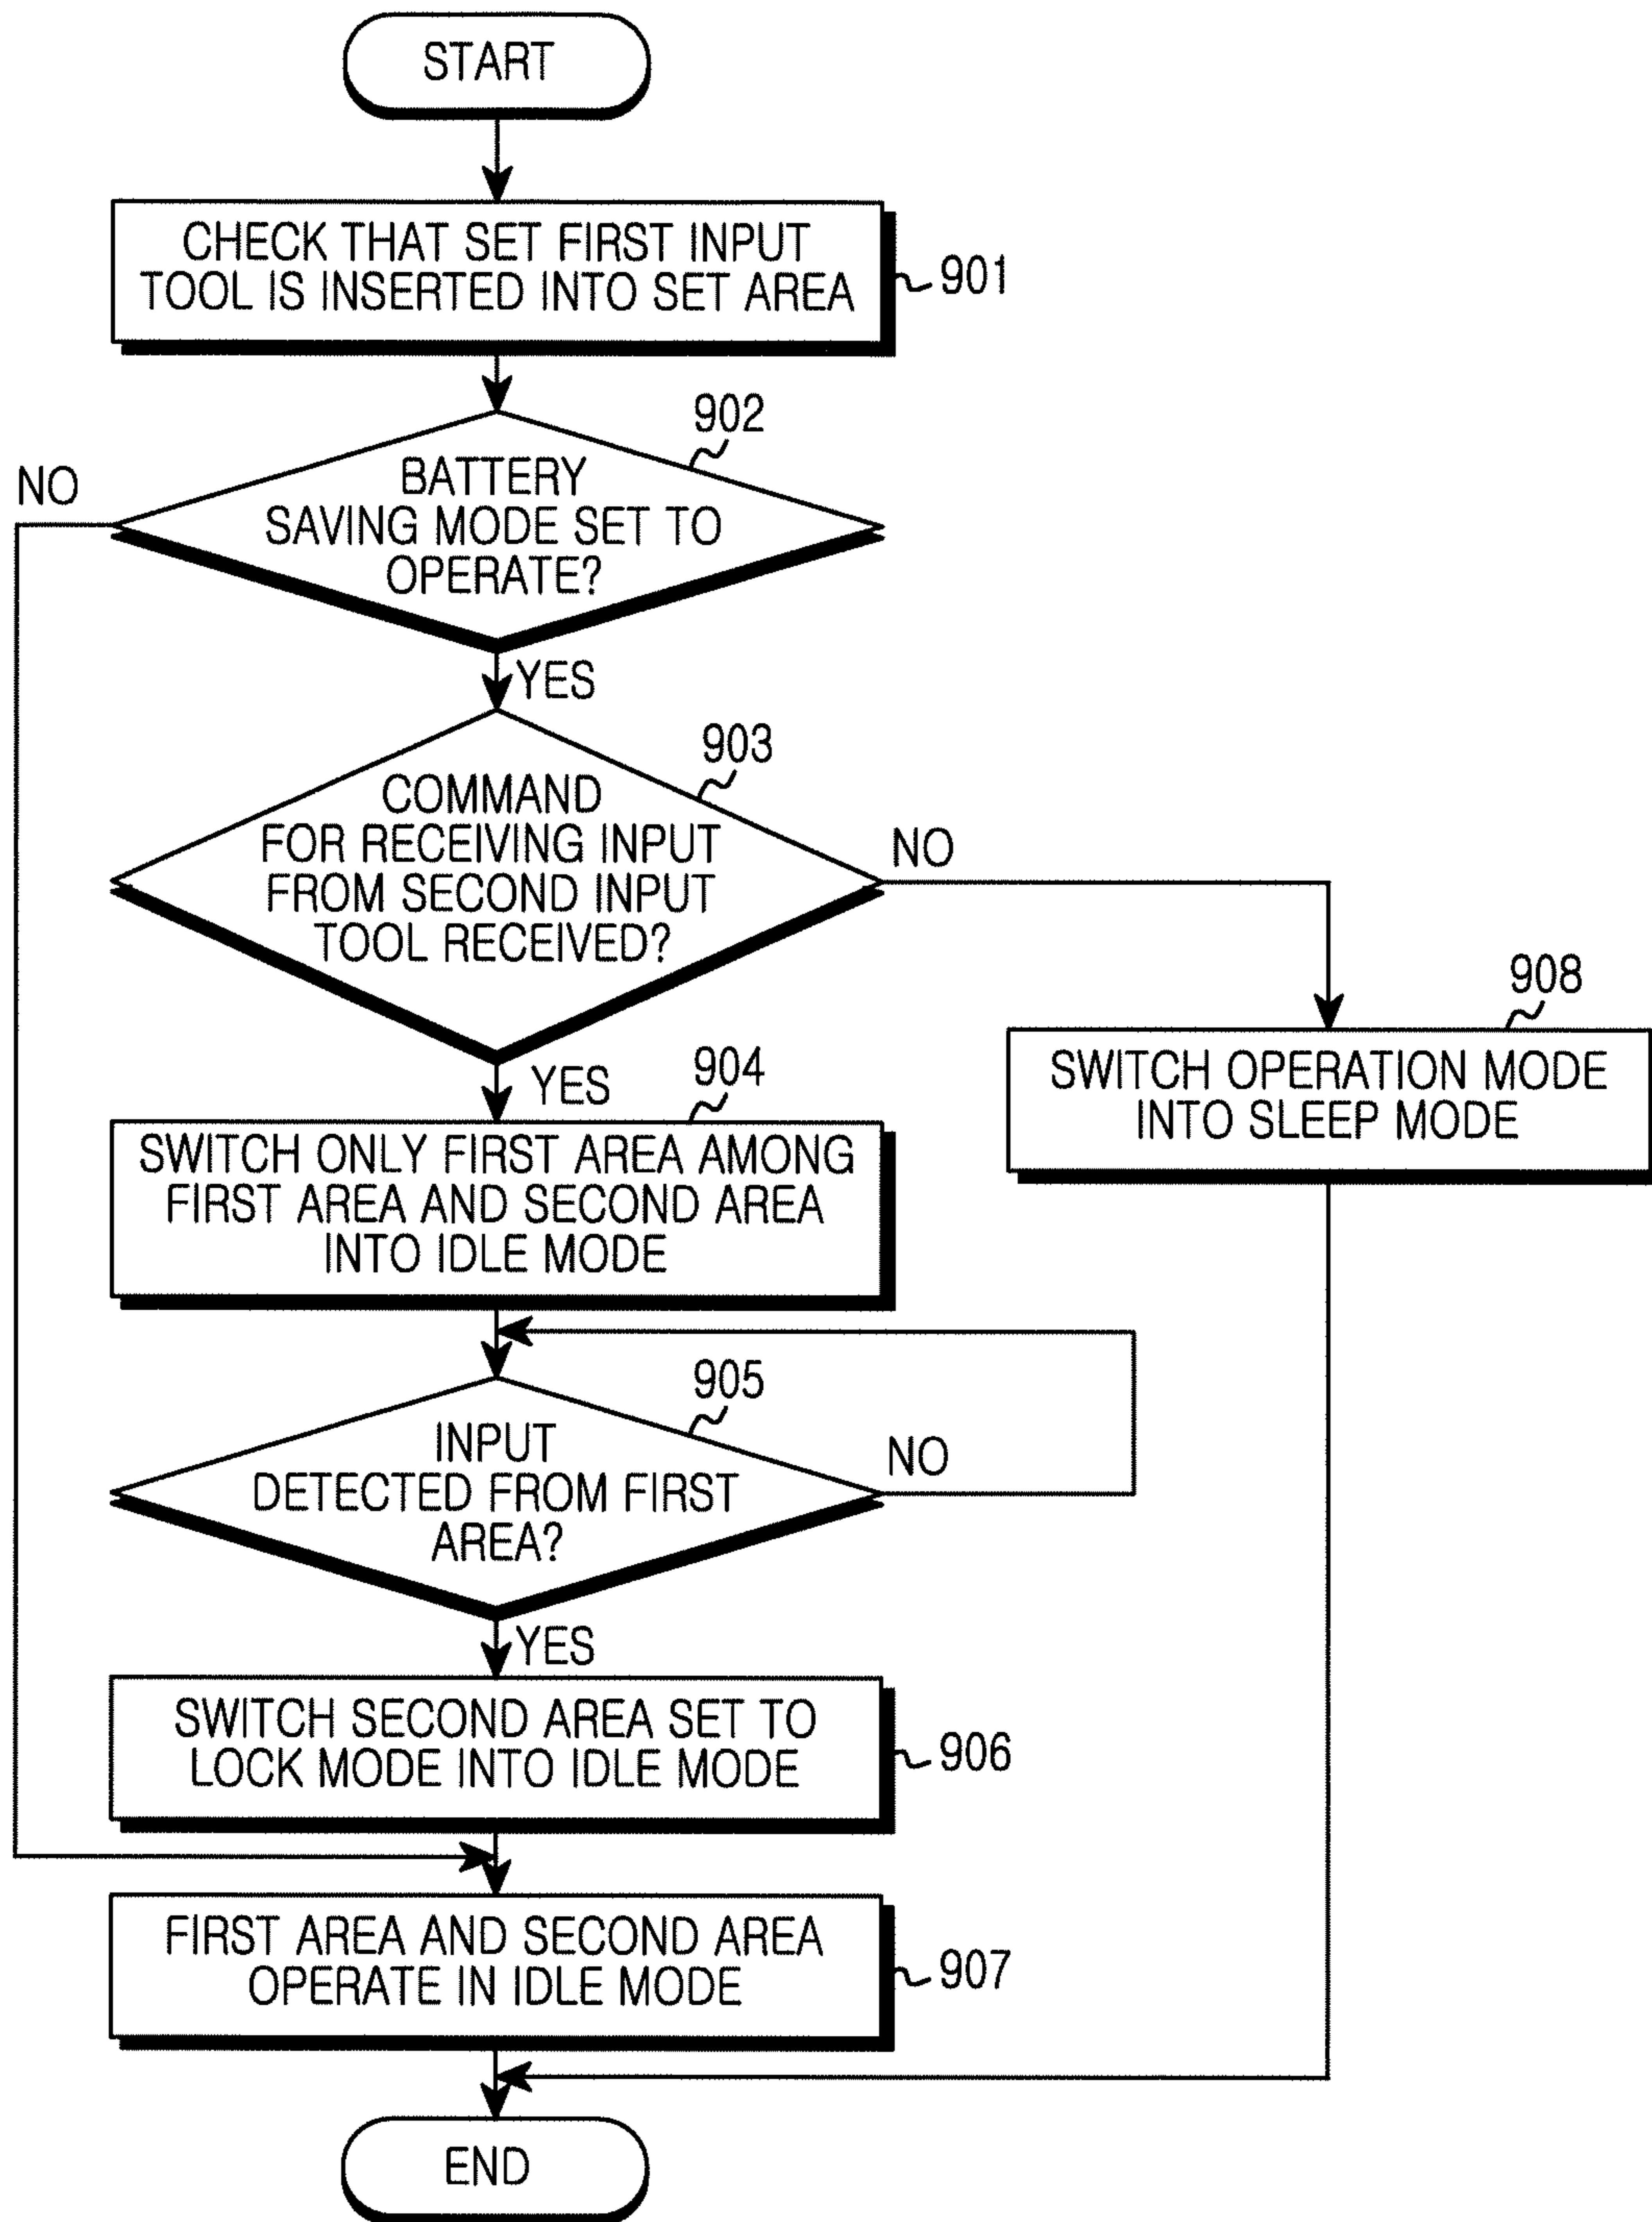 START
CHECK THAT SET FIRST INPUT
TOOL IS INSERTED INTO SET AREA
901
902
BATTERY
SAVING MODE SET TO
OPERATE?
NO
YES
903
COMMAND
FOR RECEIVING INPUT
FROM SECOND INPUT
TOOL RECEIVED?
NO
YES
908
SWITCH OPERATION MODE
INTO SLEEP MODE
904
SWITCH ONLY FIRST AREA AMONG
FIRST AREA AND SECOND AREA
INTO IDLE MODE
905
INPUT
DETECTED FROM FIRST
AREA?
NO
YES
SWITCH SECOND AREA SET TO
LOCK MODE INTO IDLE MODE
906
FIRST AREA AND SECOND AREA
OPERATE IN IDLE MODE
907
END